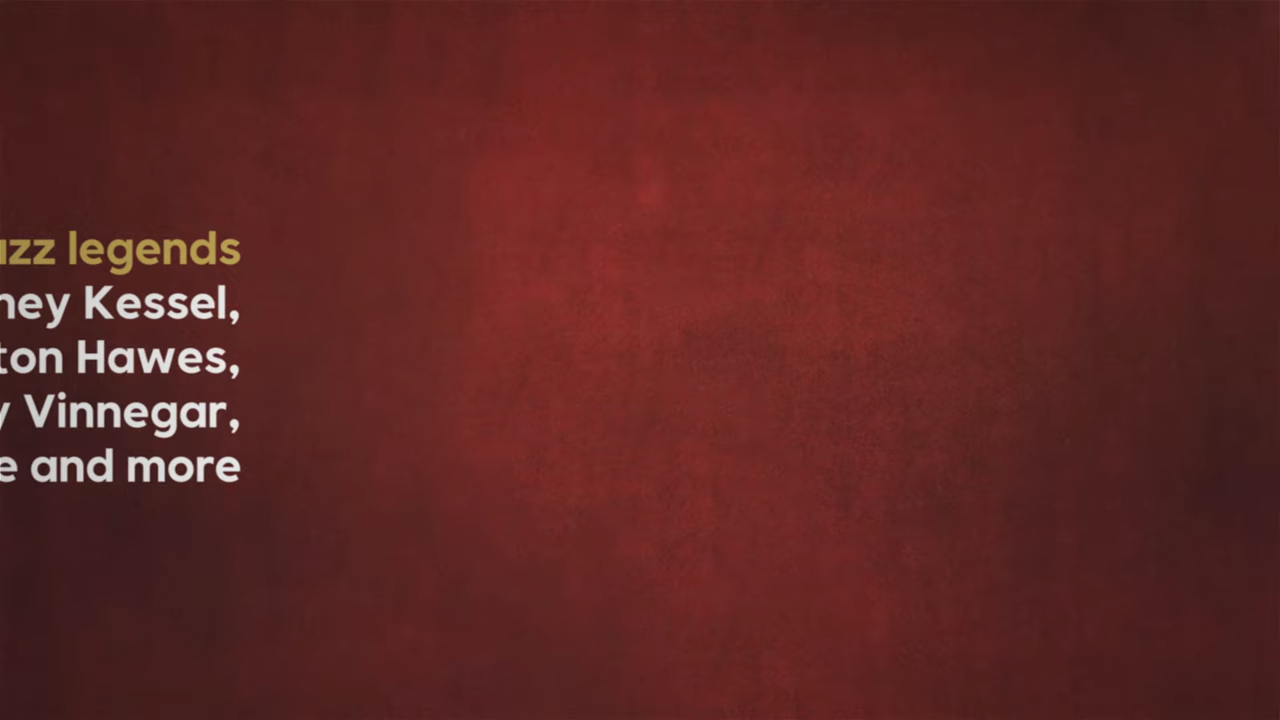 azz legends
ney Kessel,
ton Hawes,
y Vinnegar,
e and more